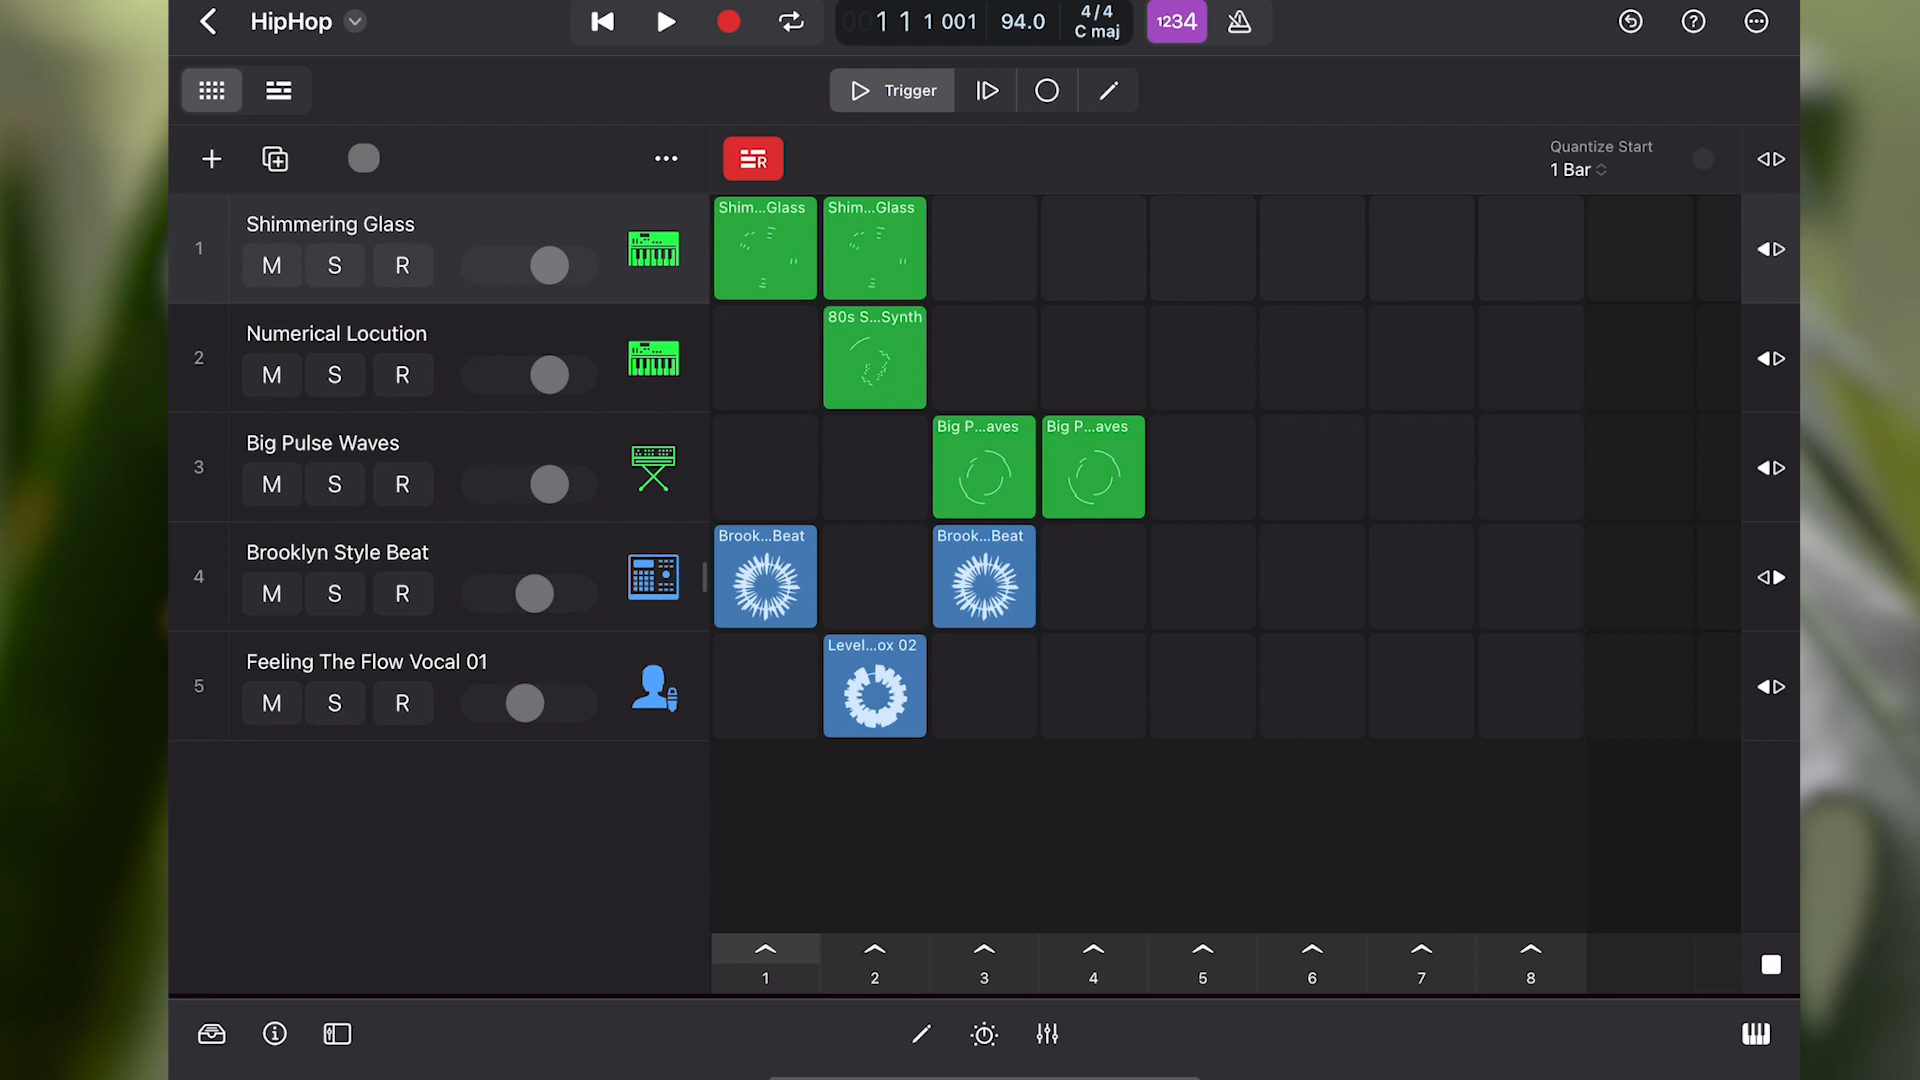 HipHop
001 1 1 001
94.0
4/4
C maj
1234
Trigger
R
Quantize Start
1 Bar
1
Shimmering Glass
M S R
Shim...Glass
Shim...Glass
2
Numerical Locution
M S R
80s S...Synth
3
Big Pulse Waves
M S R
Big P...aves
Big P...aves
4
Brooklyn Style Beat
M S R
Brook...Beat
Brook...Beat
5
Feeling The Flow Vocal 01
M S R
Level...ox 02
1 2 3 4 5 6 7 8